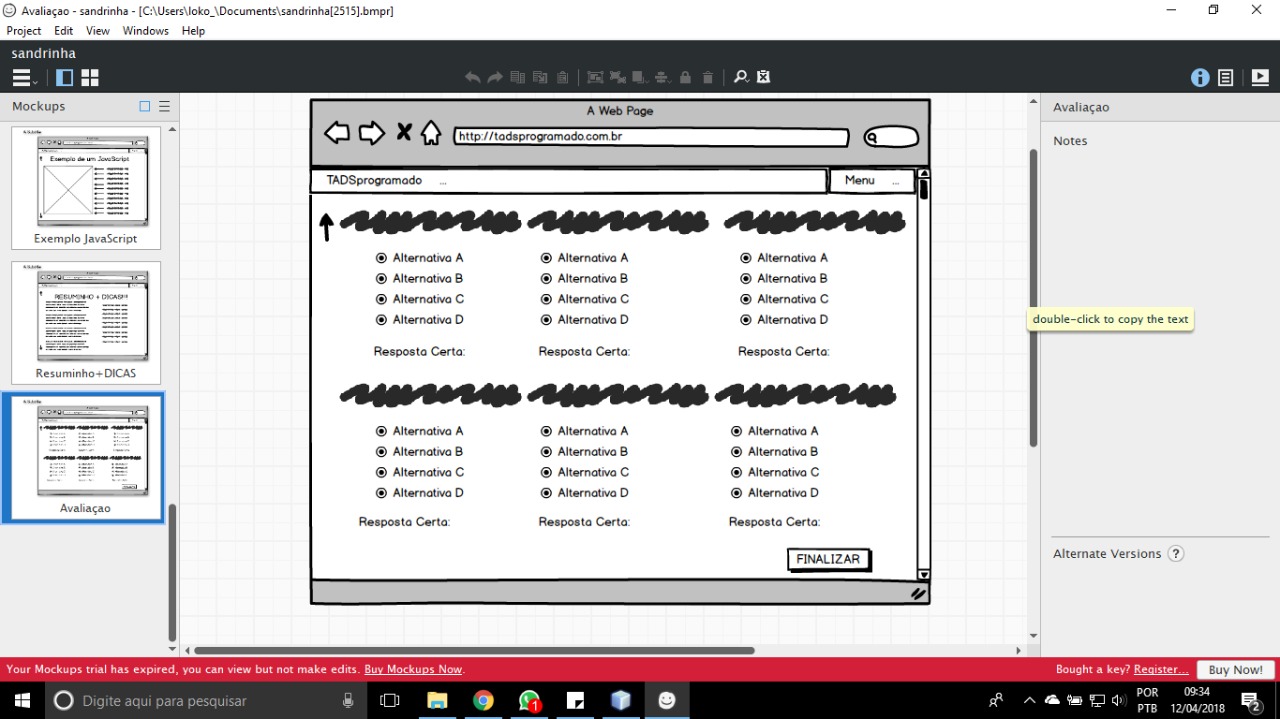 Avaliaçao - sandrinha - [C:\Users\loko_\Documents\sandrinha[2515].bmpr]
Project Edit View Windows Help
sandrinha
Mockups
Exemplo de um JavaScript
Exemplo JavaScript
RESUMINHO + DICAS!!!
Resuminho+DICAS
Avaliaçao
A Web Page
http://tadsprogramado.com.br
TADSprogramado ... Menu ...
Alternativa A Alternativa A Alternativa A
Alternativa B Alternativa B Alternativa B
Alternativa C Alternativa C Alternativa C
Alternativa D Alternativa D Alternativa D
Resposta Certa: Resposta Certa: Resposta Certa:
Alternativa A Alternativa A Alternativa A
Alternativa B Alternativa B Alternativa B
Alternativa C Alternativa C Alternativa C
Alternativa D Alternativa D Alternativa D
Resposta Certa: Resposta Certa: Resposta Certa:
FINALIZAR
Avaliaçao
Notes
double-click to copy the text
Alternate Versions ?
Your Mockups trial has expired, you can view but not make edits. Buy Mockups Now. Bought a key? Register... Buy Now!
Digite aqui para pesquisar
1
POR
PTB
09:34
12/04/2018
2